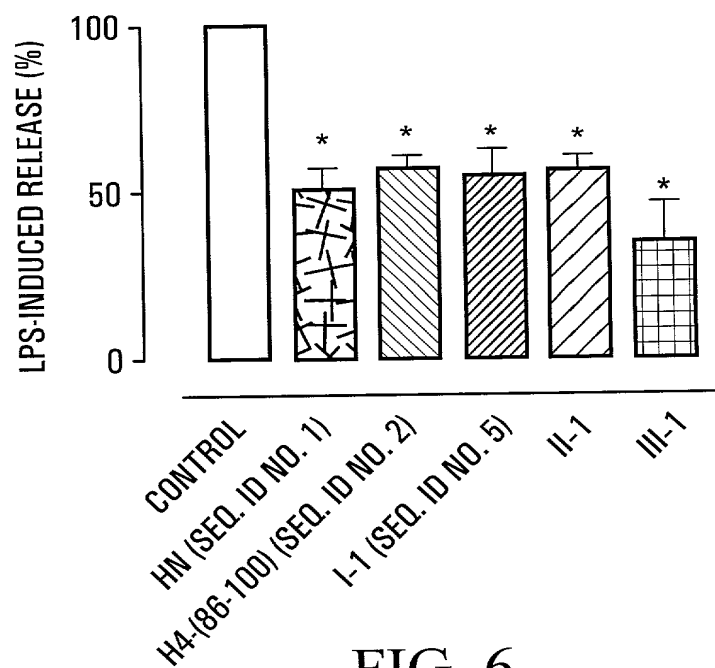 LPS-INDUCED RELEASE (%)
100
50
0
*
*
*
*
*
CONTROL
HN (SEQ. ID NO. 1)
H4-(86-100) (SEQ. ID NO. 2)
I-1 (SEQ. ID NO. 5)
II-1
III-1
FIG. 6